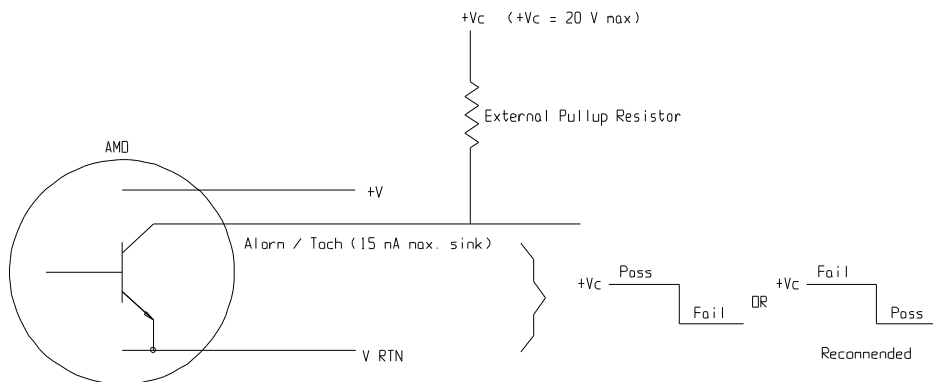 +Vc (+Vc = 20 V max)
External Pullup Resistor
AMD
+V
Alarm / Tach (15 mA max. sink)
+Vc Pass Fail OR +Vc Fail Pass
V RTN
Recommended